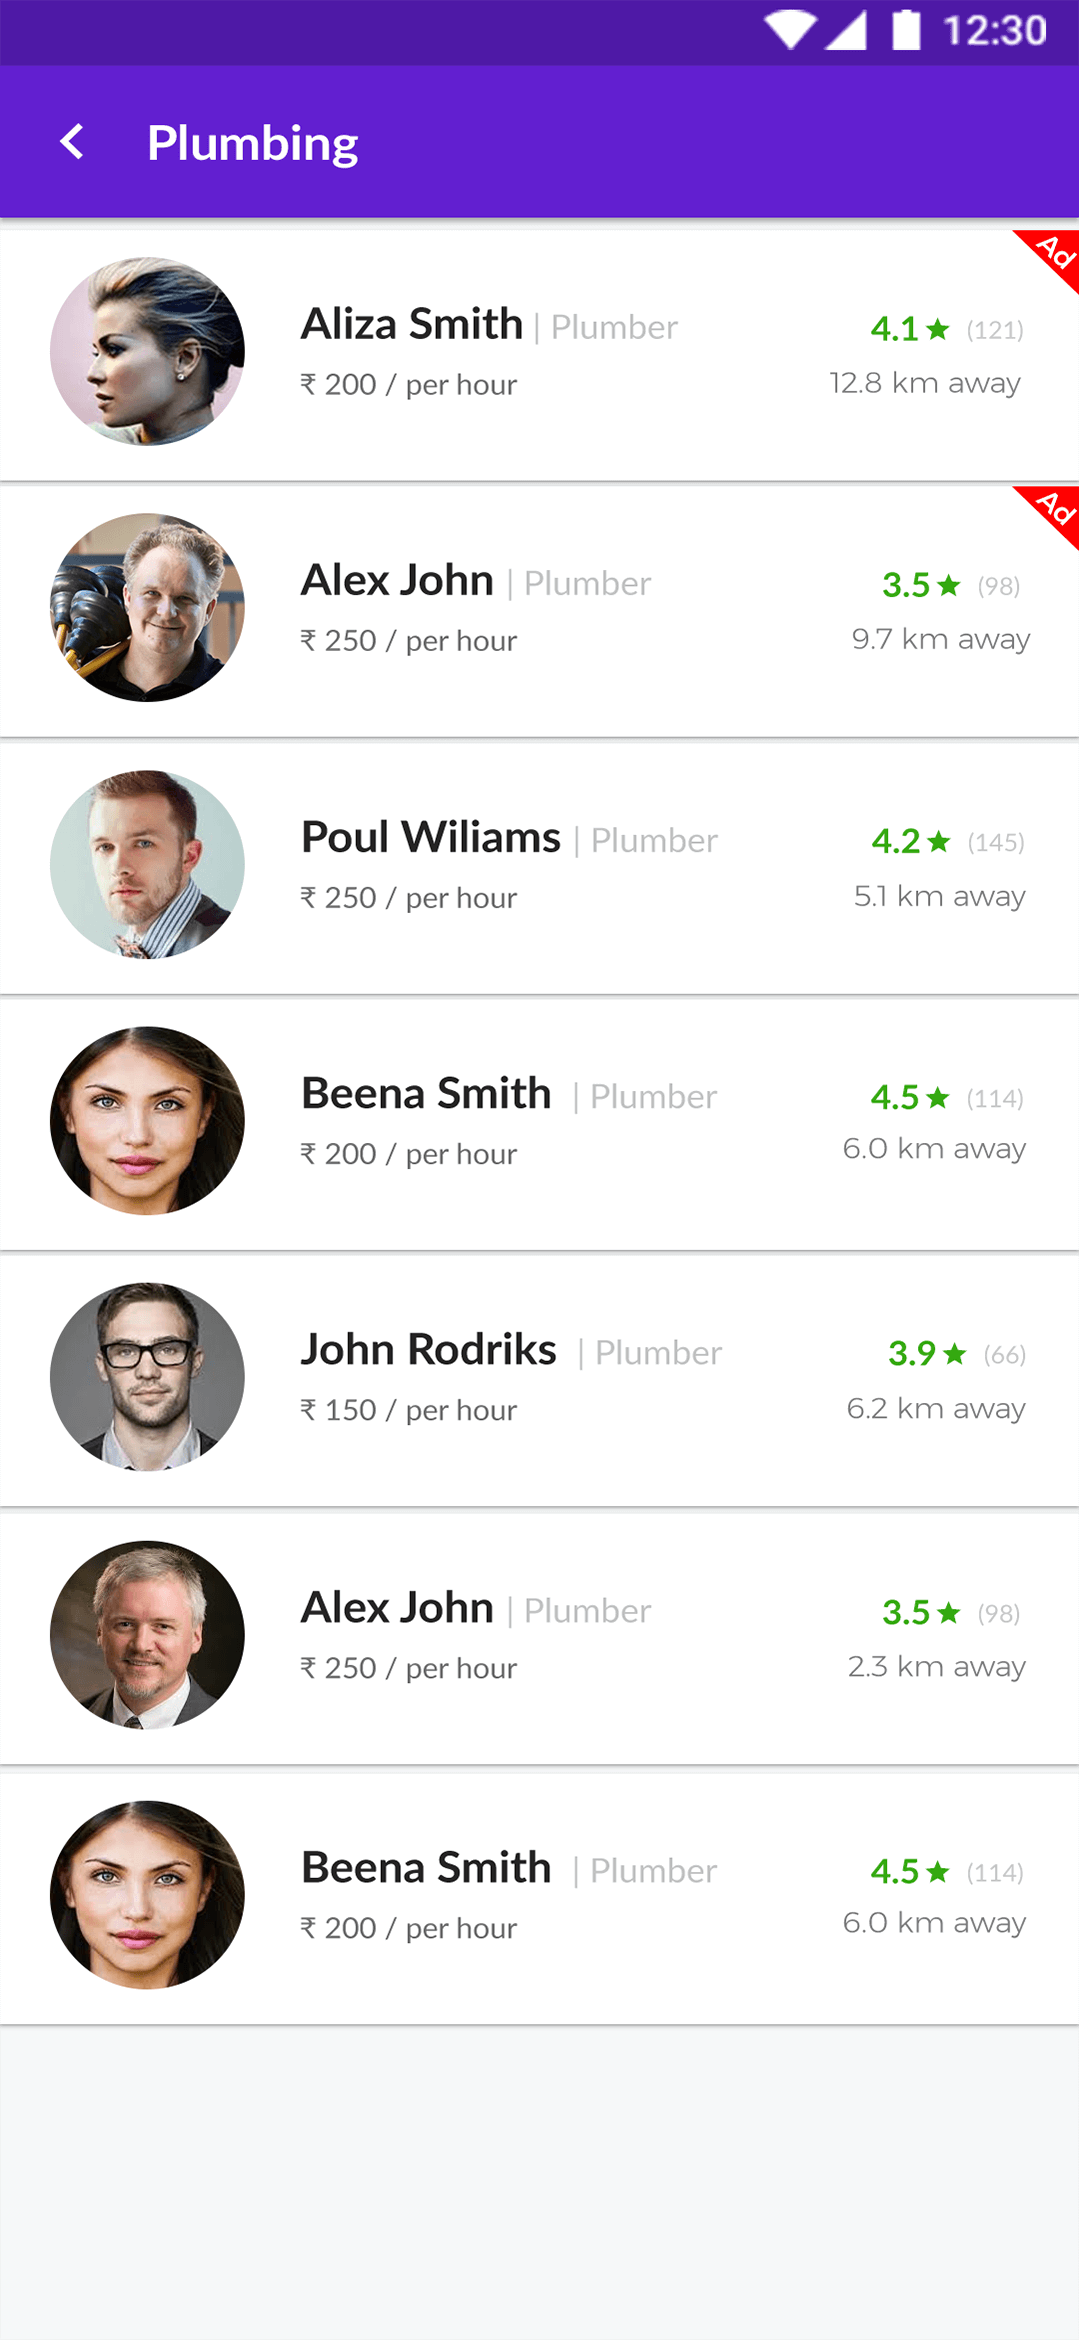 12:30
Plumbing
Ad
Aliza Smith | Plumber 4.1★ (121)
₹ 200 / per hour 12.8 km away
Ad
Alex John | Plumber 3.5★ (98)
₹ 250 / per hour 9.7 km away
Poul Wiliams | Plumber 4.2★ (145)
₹ 250 / per hour 5.1 km away
Beena Smith | Plumber 4.5★ (114)
₹ 200 / per hour 6.0 km away
John Rodriks | Plumber 3.9★ (66)
₹ 150 / per hour 6.2 km away
Alex John | Plumber 3.5★ (98)
₹ 250 / per hour 2.3 km away
Beena Smith | Plumber 4.5★ (114)
₹ 200 / per hour 6.0 km away